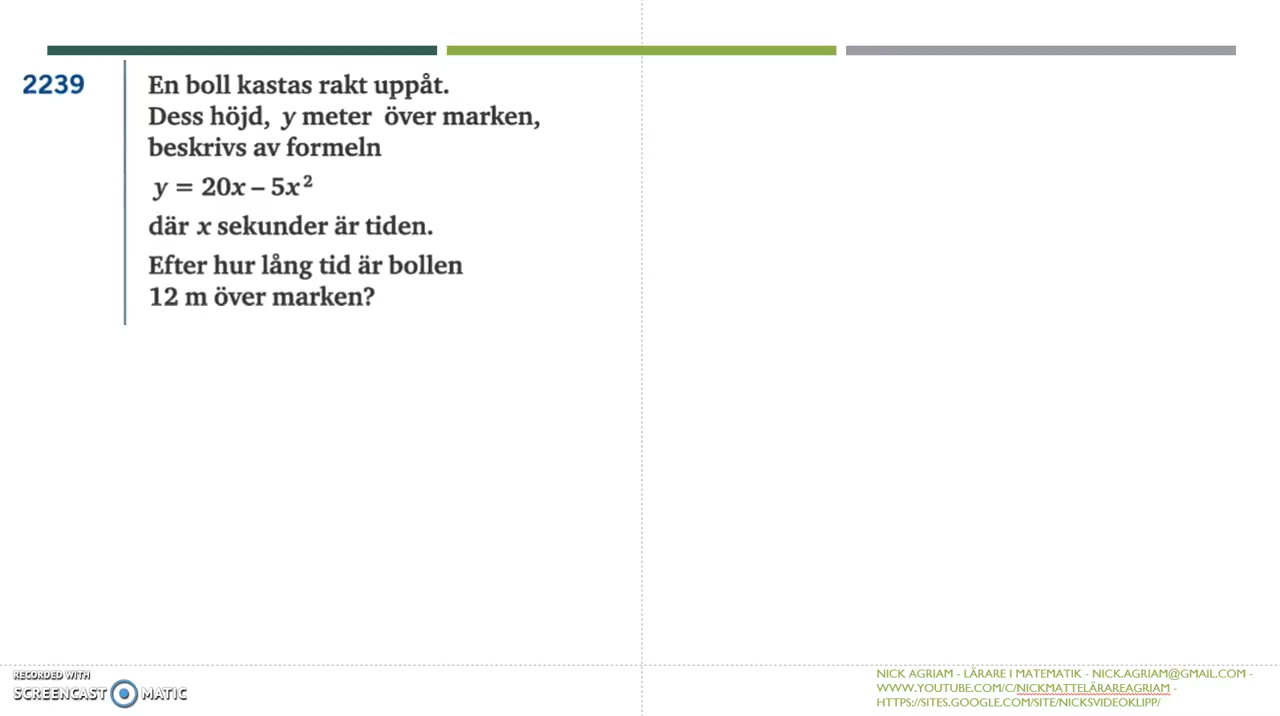 2239
En boll kastas rakt uppåt.
Dess höjd, y meter över marken,
beskrivs av formeln
y = 20x – 5x²
där x sekunder är tiden.
Efter hur lång tid är bollen
12 m över marken?
RECORDED WITH
SCREENCAST MATIC
NICK AGRIAM - LÄRARE I MATEMATIK - NICK.AGRIAM@GMAIL.COM -
WWW.YOUTUBE.COM/C/NICKMATTELÄRAREAGRIAM -
HTTPS://SITES.GOOGLE.COM/SITE/NICKSVIDEOKLIPP/